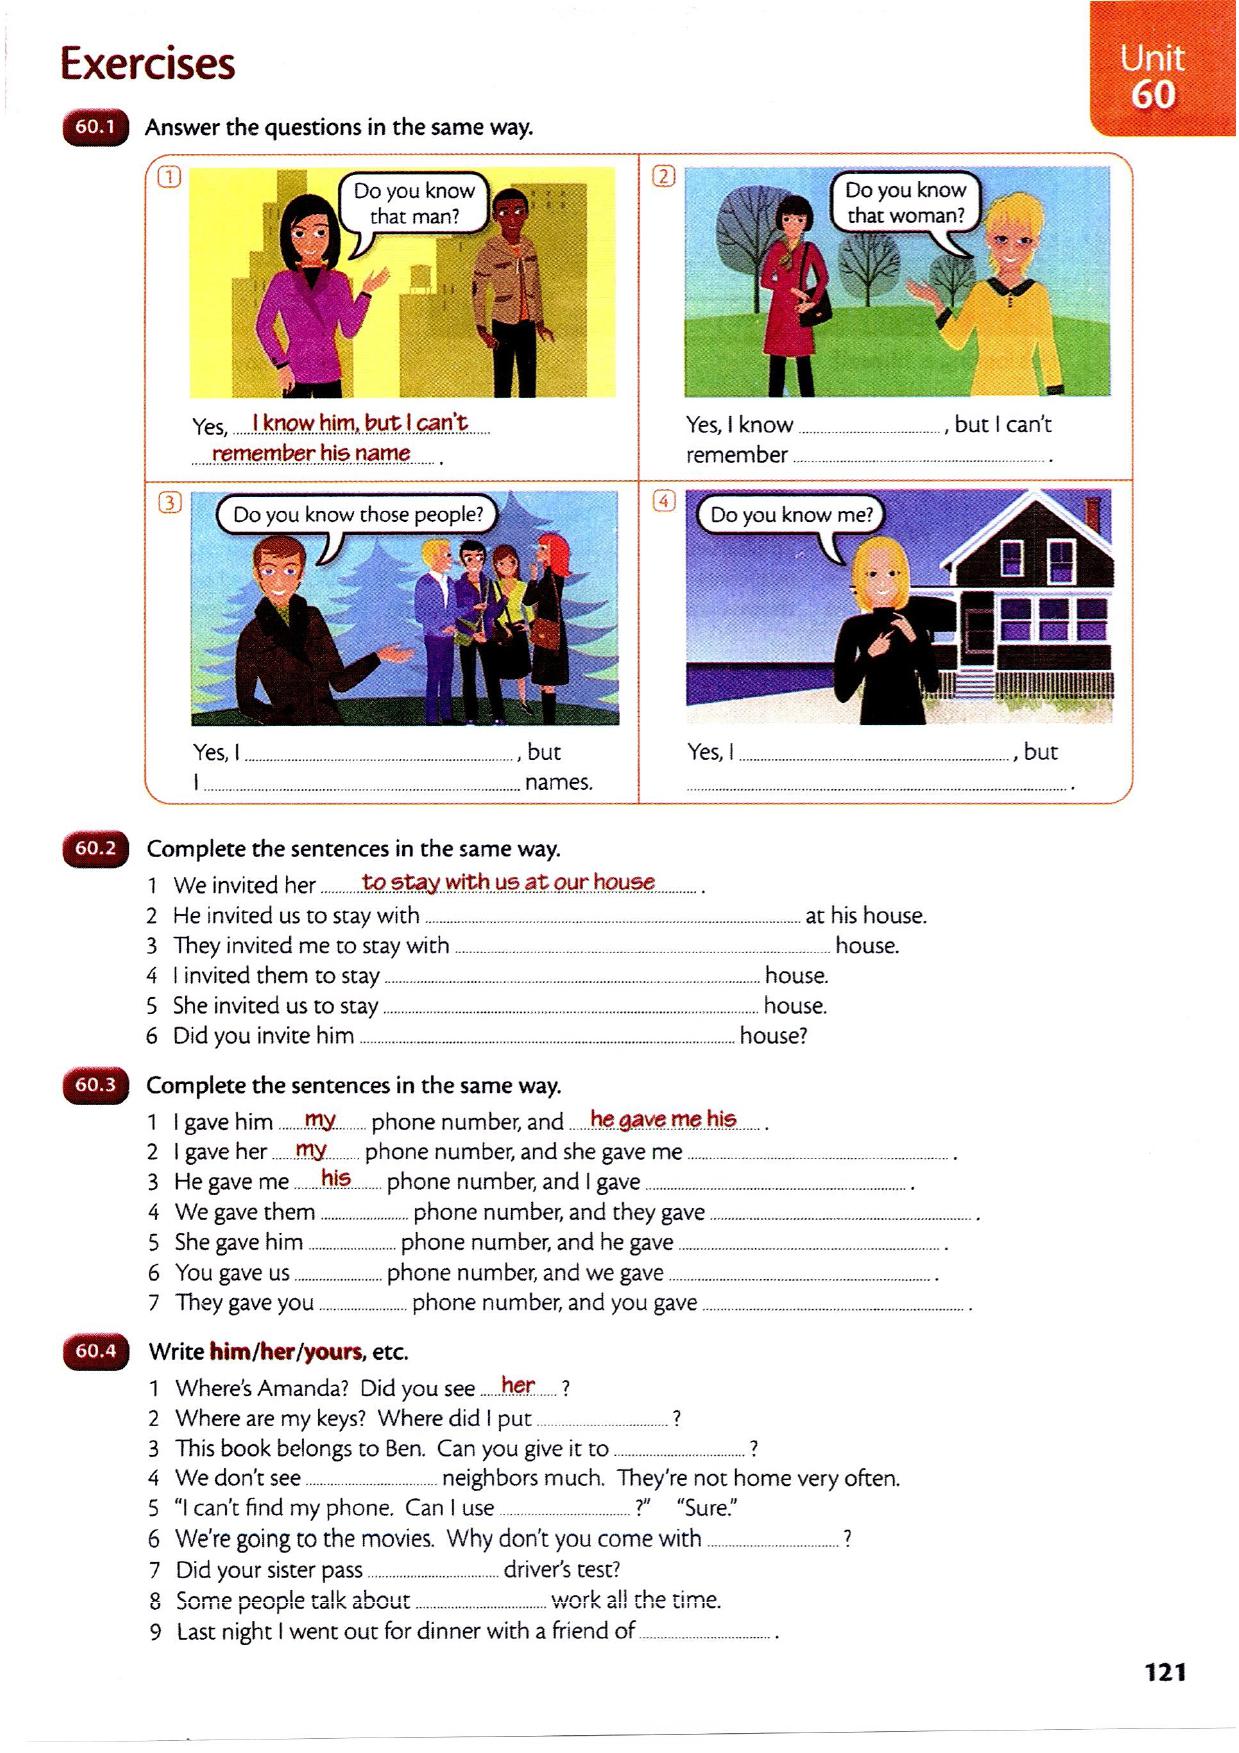 Exercises
Unit
60
60.1 Answer the questions in the same way.
1
Do you know
that man?
Yes, I know him, but I can't
remember his name .
2
Do you know
that woman?
Yes, I know ........ , but I can't
remember ........ .
3
Do you know those people?
Yes, I ........ , but
I ........ names.
4
Do you know me?
Yes, I ........ , but
........ .
60.2 Complete the sentences in the same way.
1 We invited her to stay with us at our house .
2 He invited us to stay with ........ at his house.
3 They invited me to stay with ........ house.
4 I invited them to stay ........ house.
5 She invited us to stay ........ house.
6 Did you invite him ........ house?
60.3 Complete the sentences in the same way.
1 I gave him my phone number, and he gave me his .
2 I gave her my phone number, and she gave me ........ .
3 He gave me his phone number, and I gave ........ .
4 We gave them ........ phone number, and they gave ........ .
5 She gave him ........ phone number, and he gave ........ .
6 You gave us ........ phone number, and we gave ........ .
7 They gave you ........ phone number, and you gave ........ .
60.4 Write him/her/yours, etc.
1 Where's Amanda? Did you see her ?
2 Where are my keys? Where did I put ........ ?
3 This book belongs to Ben. Can you give it to ........ ?
4 We don't see ........ neighbors much. They're not home very often.
5 "I can't find my phone. Can I use ........ ?" "Sure."
6 We're going to the movies. Why don't you come with ........ ?
7 Did your sister pass ........ driver's test?
8 Some people talk about ........ work all the time.
9 Last night I went out for dinner with a friend of ........ .
121